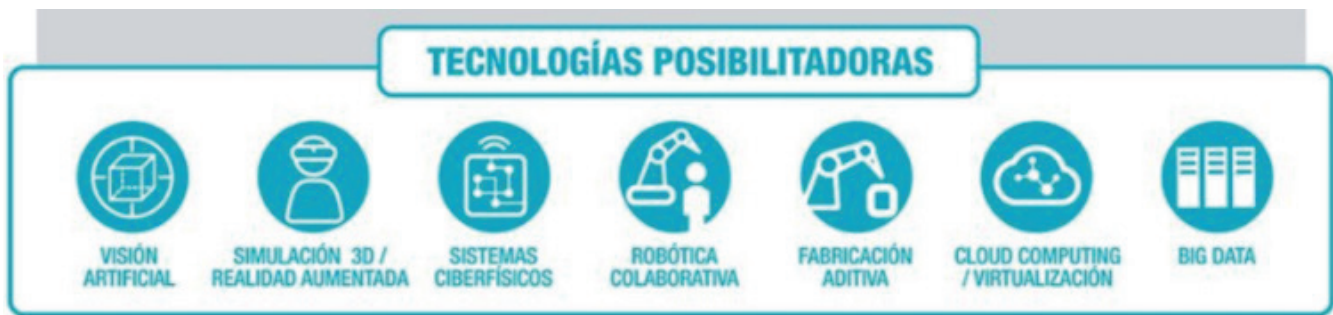 TECNOLOGÍAS POSIBILITADORAS
VISIÓN
ARTIFICIAL
SIMULACIÓN 3D /
REALIDAD AUMENTADA
SISTEMAS
CIBERFÍSICOS
ROBÓTICA
COLABORATIVA
FABRICACIÓN
ADITIVA
CLOUD COMPUTING
/ VIRTUALIZACIÓN
BIG DATA